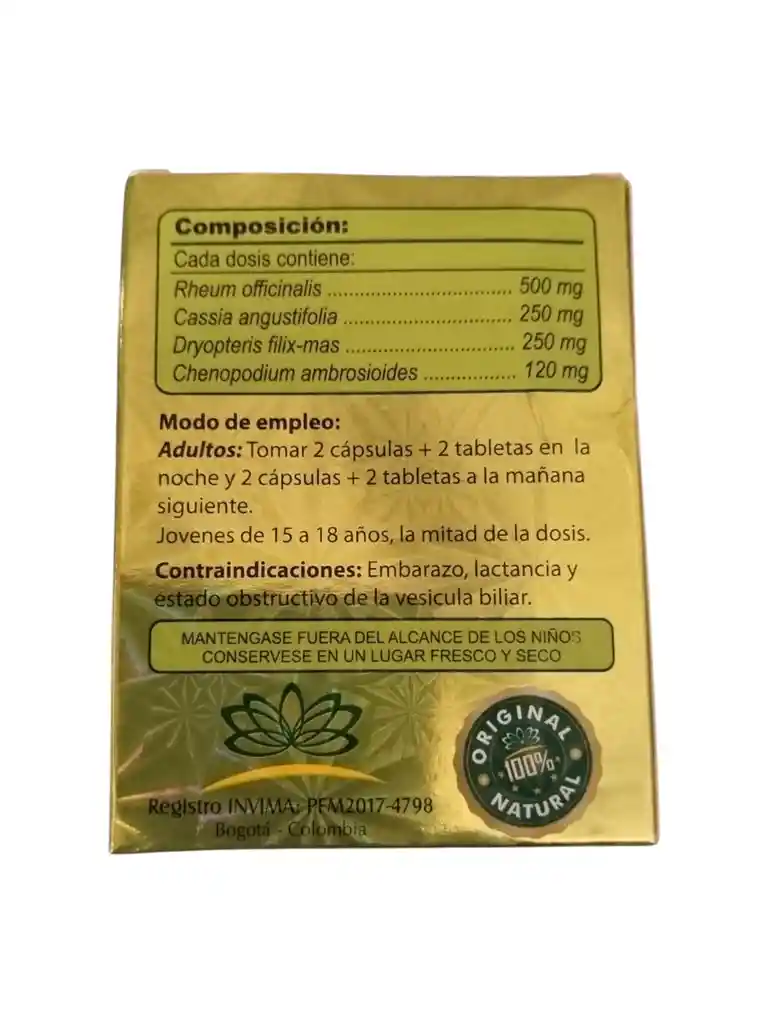 Composición:
Cada dosis contiene:
Rheum officinalis ................................ 500 mg
Cassia angustifolia ............................. 250 mg
Dryopteris filix-mas ............................. 250 mg
Chenopodium ambrosioides ................. 120 mg
Modo de empleo:
Adultos: Tomar 2 cápsulas + 2 tabletas en la
noche y 2 cápsulas + 2 tabletas a la mañana
siguiente.
Jovenes de 15 a 18 años, la mitad de la dosis.
Contraindicaciones: Embarazo, lactancia y
estado obstructivo de la vesicula biliar.
MANTENGASE FUERA DEL ALCANCE DE LOS NIÑOS
CONSERVESE EN UN LUGAR FRESCO Y SECO
Registro INVIMA: PFM2017-4798
Bogotá - Colombia
ORIGINAL
100%
NATURAL